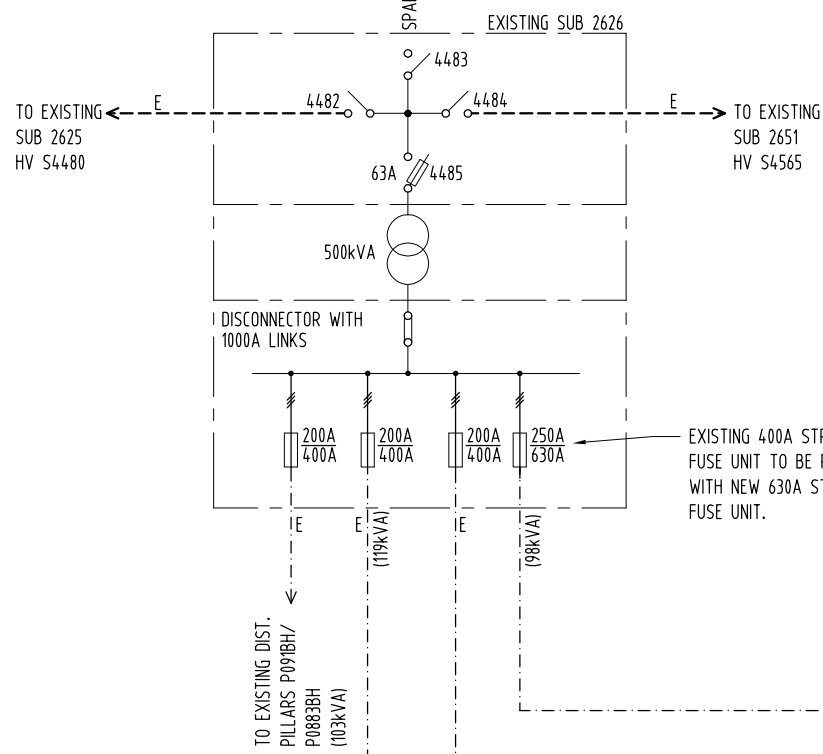 EXISTING SUB 2626
4483
4482
4484
E
E
TO EXISTING
SUB 2625
HV S4480
TO EXISTING
SUB 2651
HV S4565
63A
4485
500kVA
DISCONNECTOR WITH
1000A LINKS
200A
400A
200A
400A
200A
400A
250A
630A
EXISTING 400A
FUSE UNIT TO BE
WITH NEW 630A
FUSE UNIT.
E
E
(119kVA)
E
(98kVA)
TO EXISTING DIST.
PILLARS P091BH/
P0883BH
(103kVA)